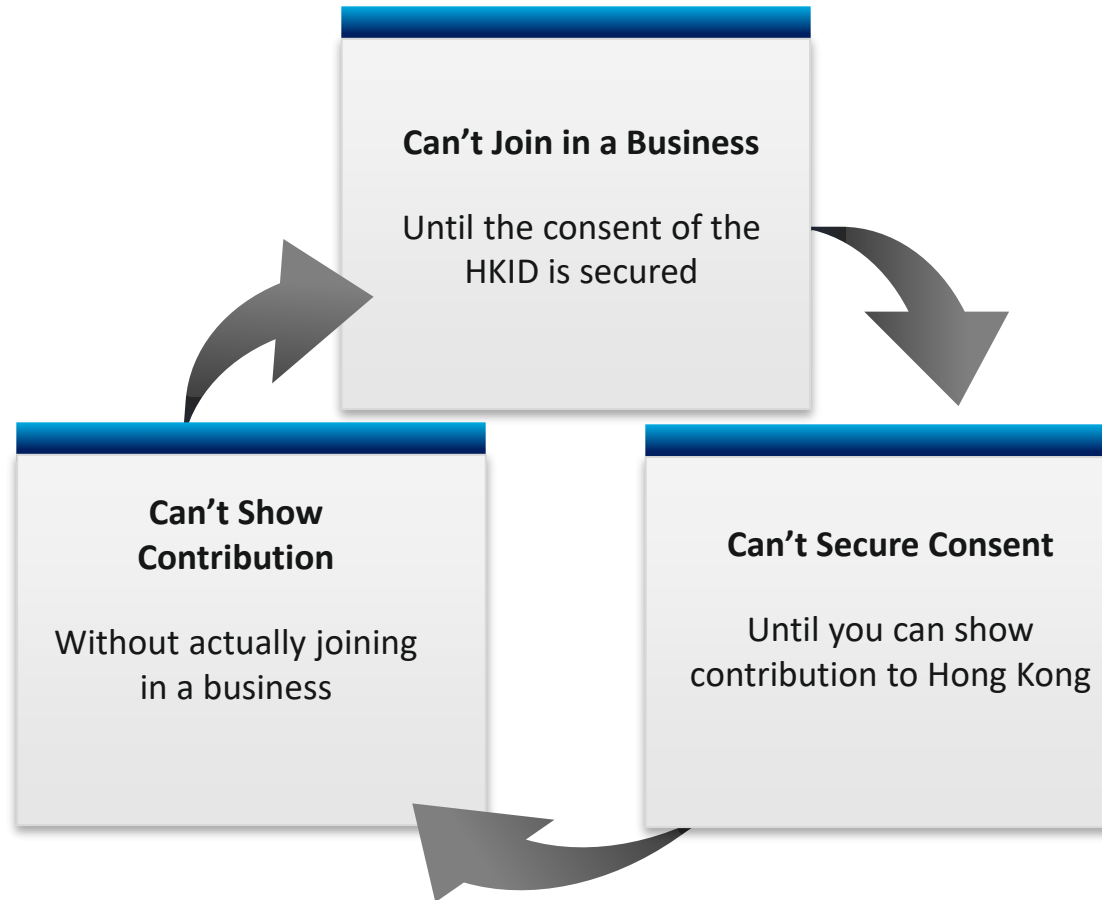 Can’t Join in a Business
Until the consent of the
HKID is secured
Can’t Show
Contribution
Without actually joining
in a business
Can’t Secure Consent
Until you can show
contribution to Hong Kong